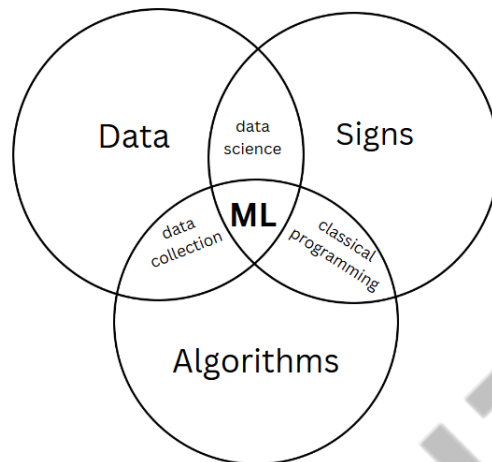 Data
data
science
Signs
data
collection
ML
classical
programming
Algorithms